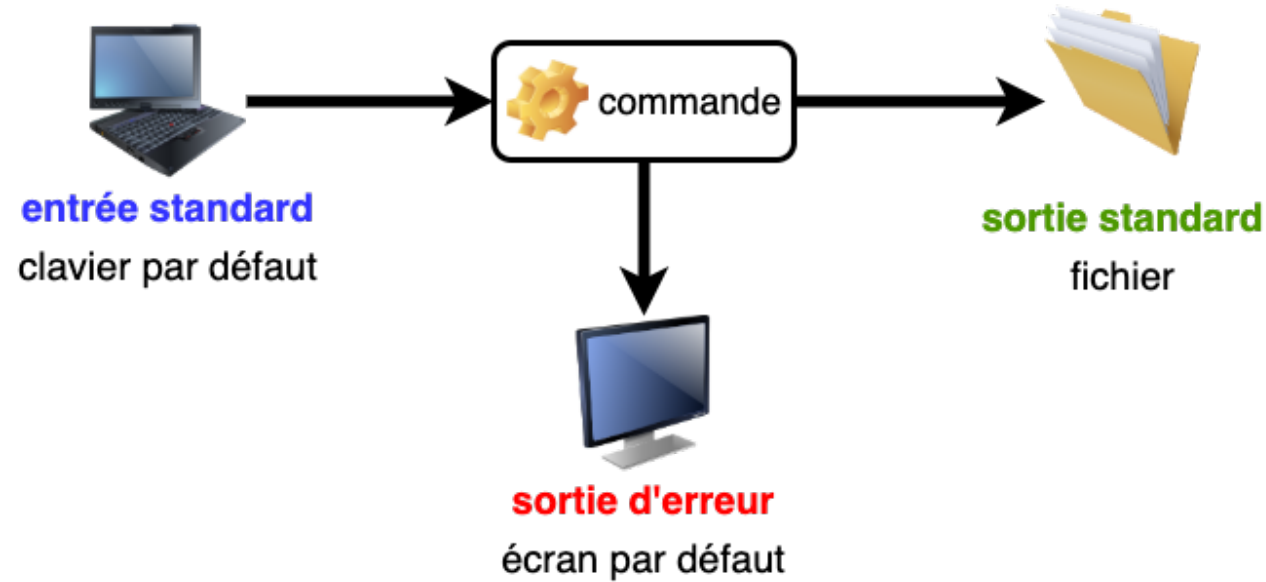 commande
entrée standard
clavier par défaut
sortie standard
fichier
sortie d'erreur
écran par défaut